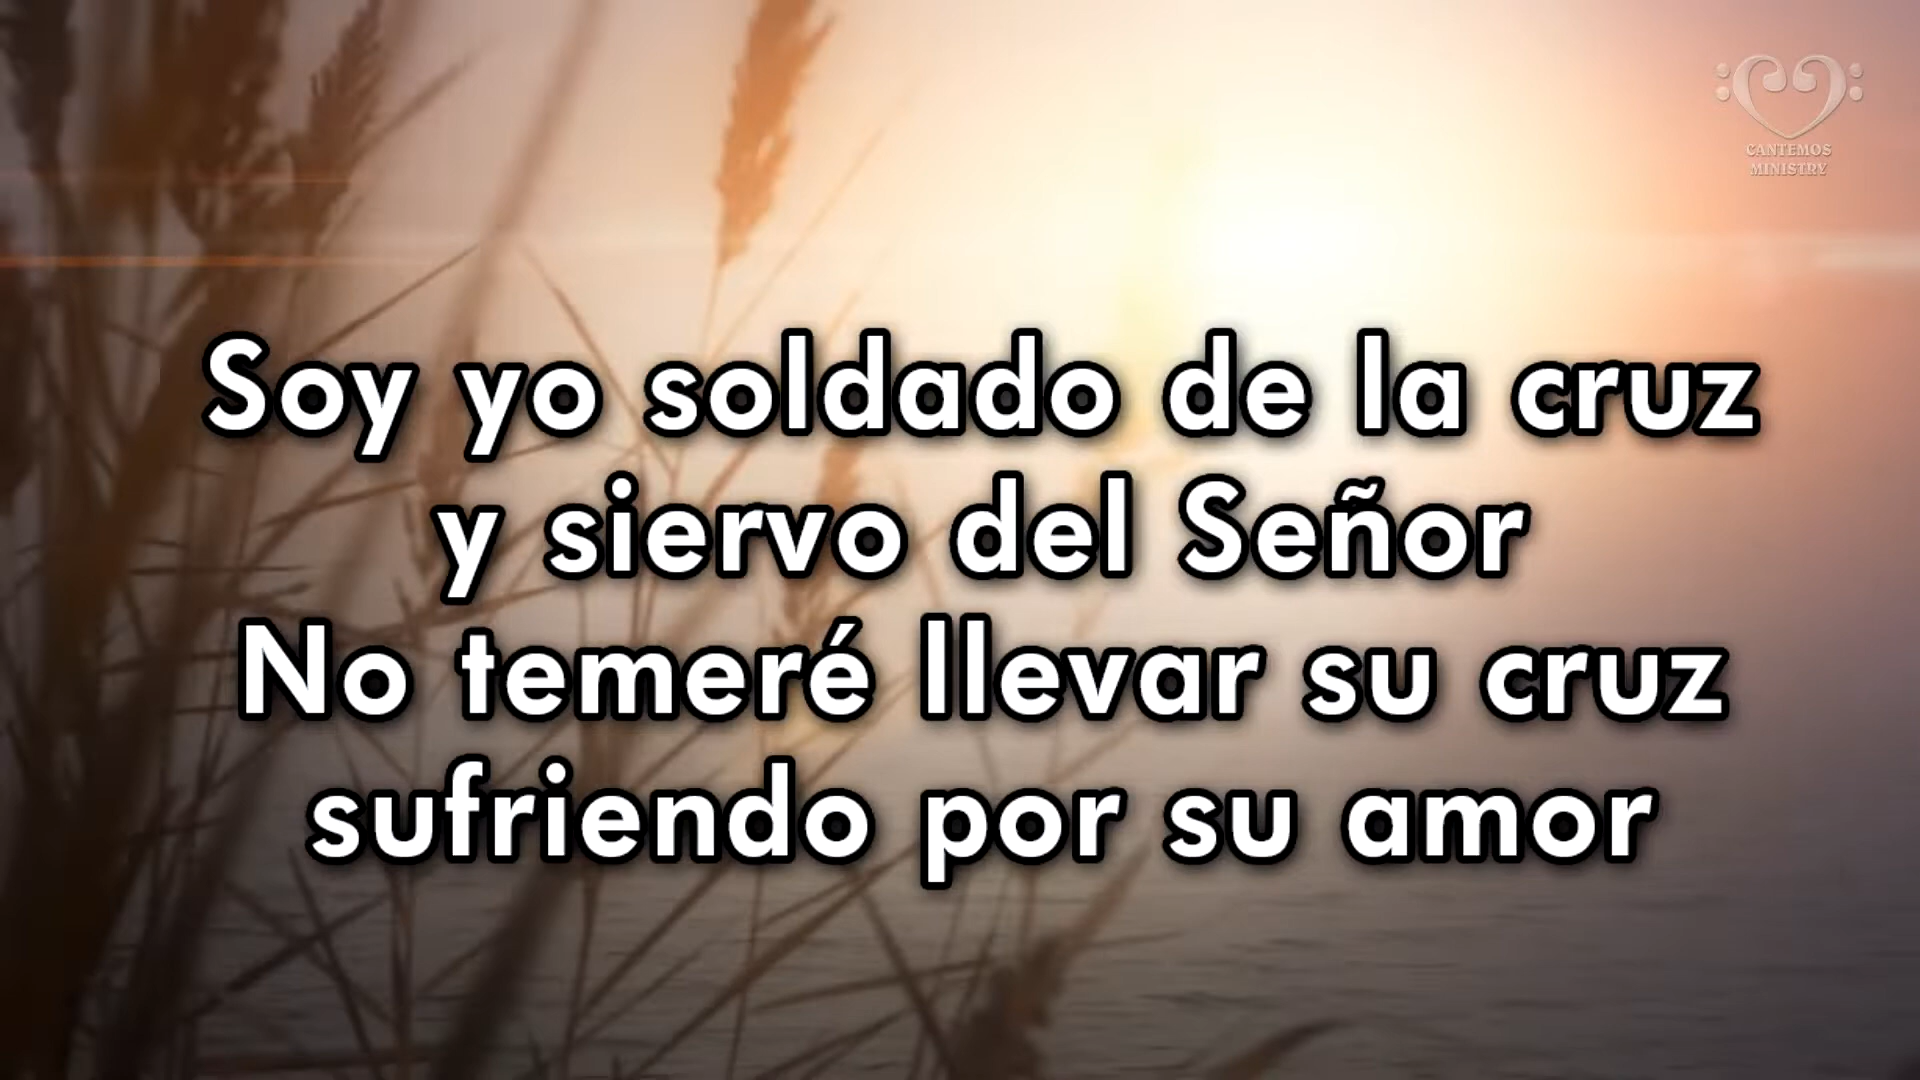 CANTEMOS
MINISTRY
Soy yo soldado de la cruz
y siervo del Señor
No temeré llevar su cruz
sufriendo por su amor